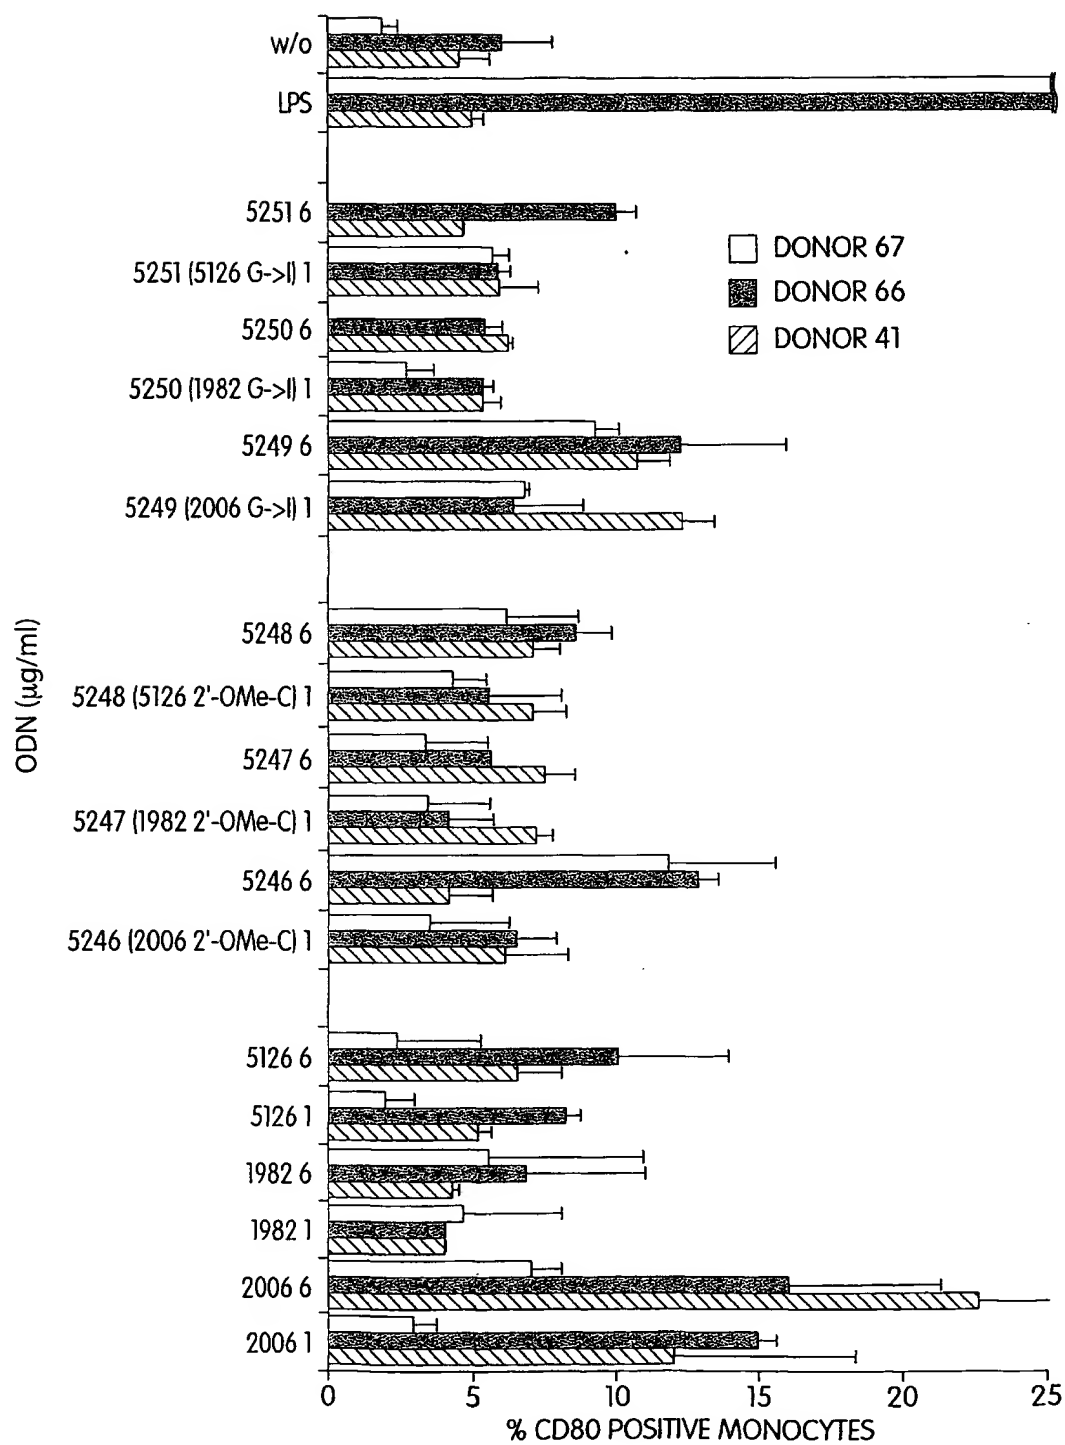 w/o
LPS
5251 6
5251 (5126 G->I) 1
5250 6
5250 (1982 G->I) 1
5249 6
5249 (2006 G->I) 1
DONOR 67
DONOR 66
DONOR 41
ODN (µg/ml)
5248 6
5248 (5126 2'-OMe-C) 1
5247 6
5247 (1982 2'-OMe-C) 1
5246 6
5246 (2006 2'-OMe-C) 1
5126 6
5126 1
1982 6
1982 1
2006 6
2006 1
0 5 10 15 20 25
% CD80 POSITIVE MONOCYTES